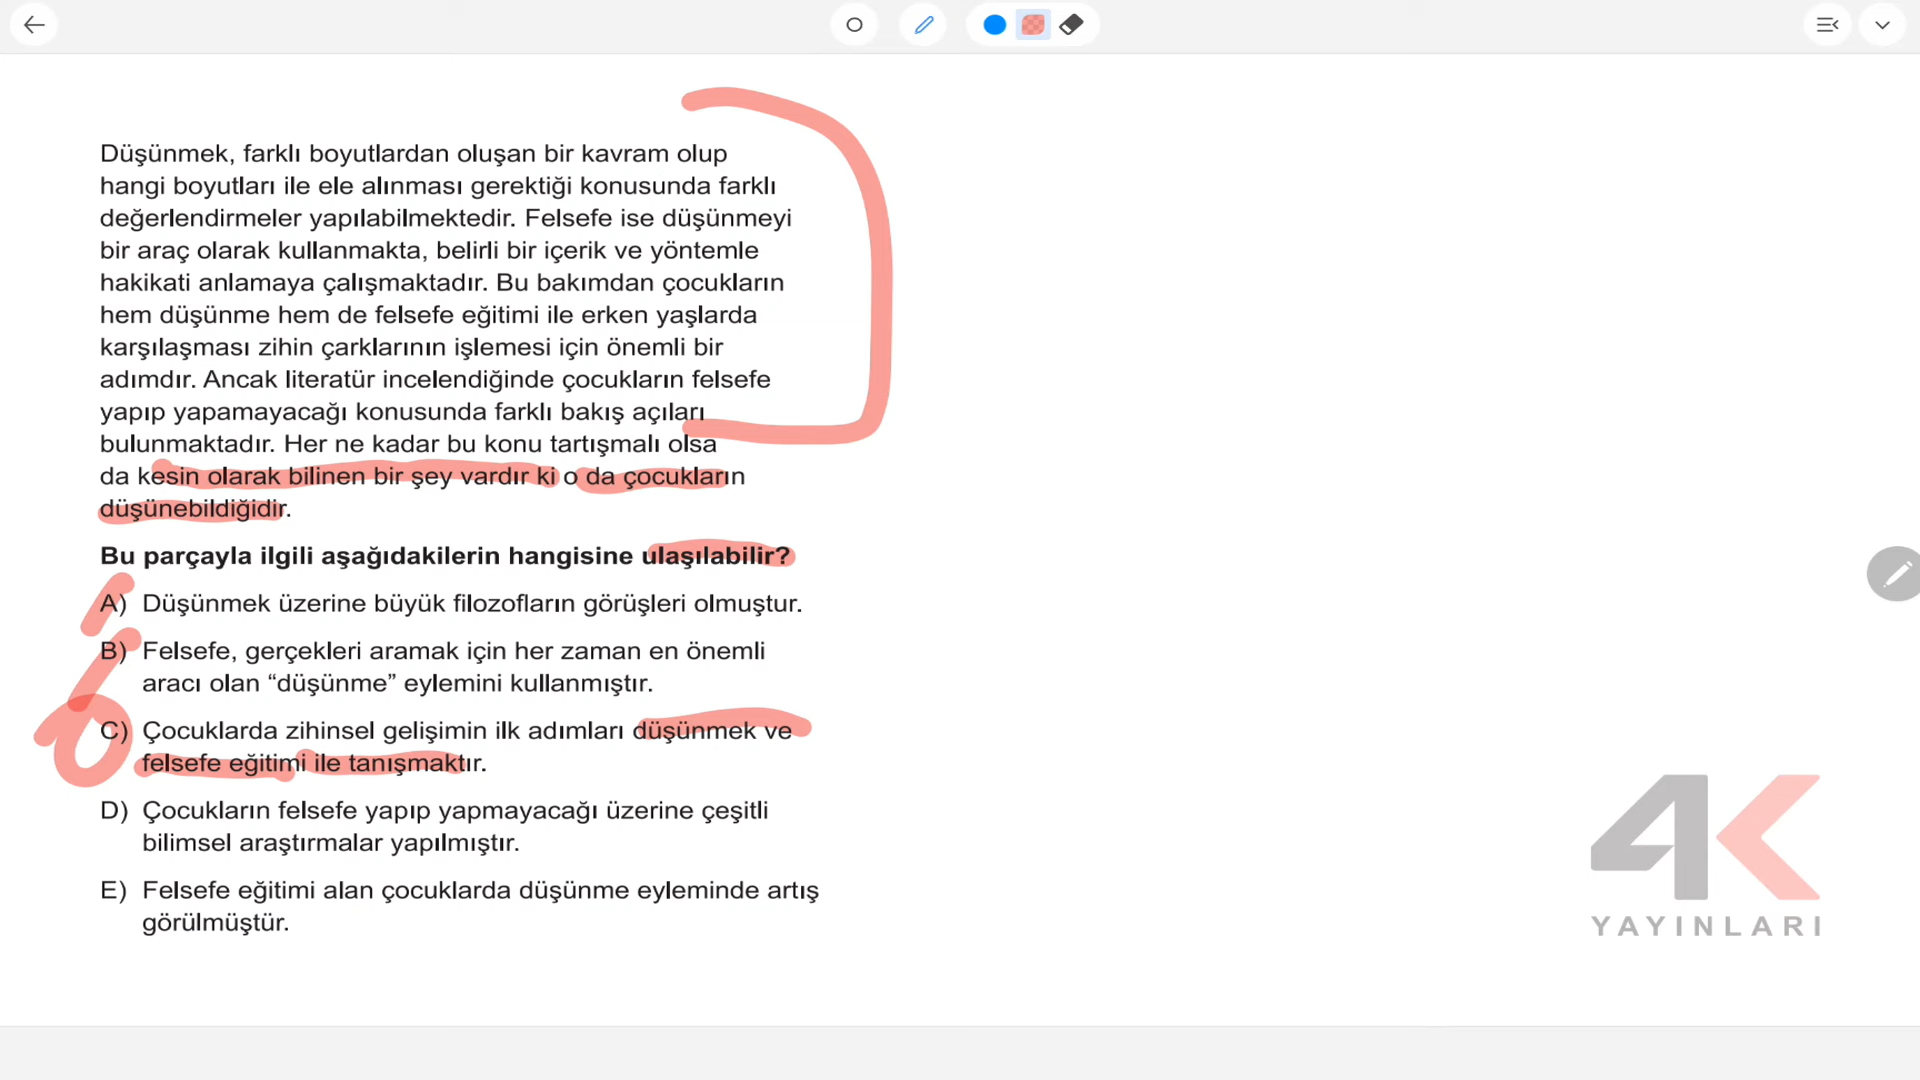 Düşünmek, farklı boyutlardan oluşan bir kavram olup
hangi boyutları ile ele alınması gerektiği konusunda farklı
değerlendirmeler yapılabilmektedir. Felsefe ise düşünmeyi
bir araç olarak kullanmakta, belirli bir içerik ve yöntemle
hakikati anlamaya çalışmaktadır. Bu bakımdan çocukların
hem düşünme hem de felsefe eğitimi ile erken yaşlarda
karşılaşması zihin çarklarının işlemesi için önemli bir
adımdır. Ancak literatür incelendiğinde çocukların felsefe
yapıp yapamayacağı konusunda farklı bakış açıları
bulunmaktadır. Her ne kadar bu konu tartışmalı olsa
da kesin olarak bilinen bir şey vardır ki o da çocukların
düşünebildiğidir.
Bu parçayla ilgili aşağıdakilerin hangisine ulaşılabilir?
A) Düşünmek üzerine büyük filozofların görüşleri olmuştur.
B) Felsefe, gerçekleri aramak için her zaman en önemli
aracı olan “düşünme” eylemini kullanmıştır.
C) Çocuklarda zihinsel gelişimin ilk adımları düşünmek ve
felsefe eğitimi ile tanışmaktır.
D) Çocukların felsefe yapıp yapmayacağı üzerine çeşitli
bilimsel araştırmalar yapılmıştır.
E) Felsefe eğitimi alan çocuklarda düşünme eyleminde artış
görülmüştür.
4K
YAYINLARI